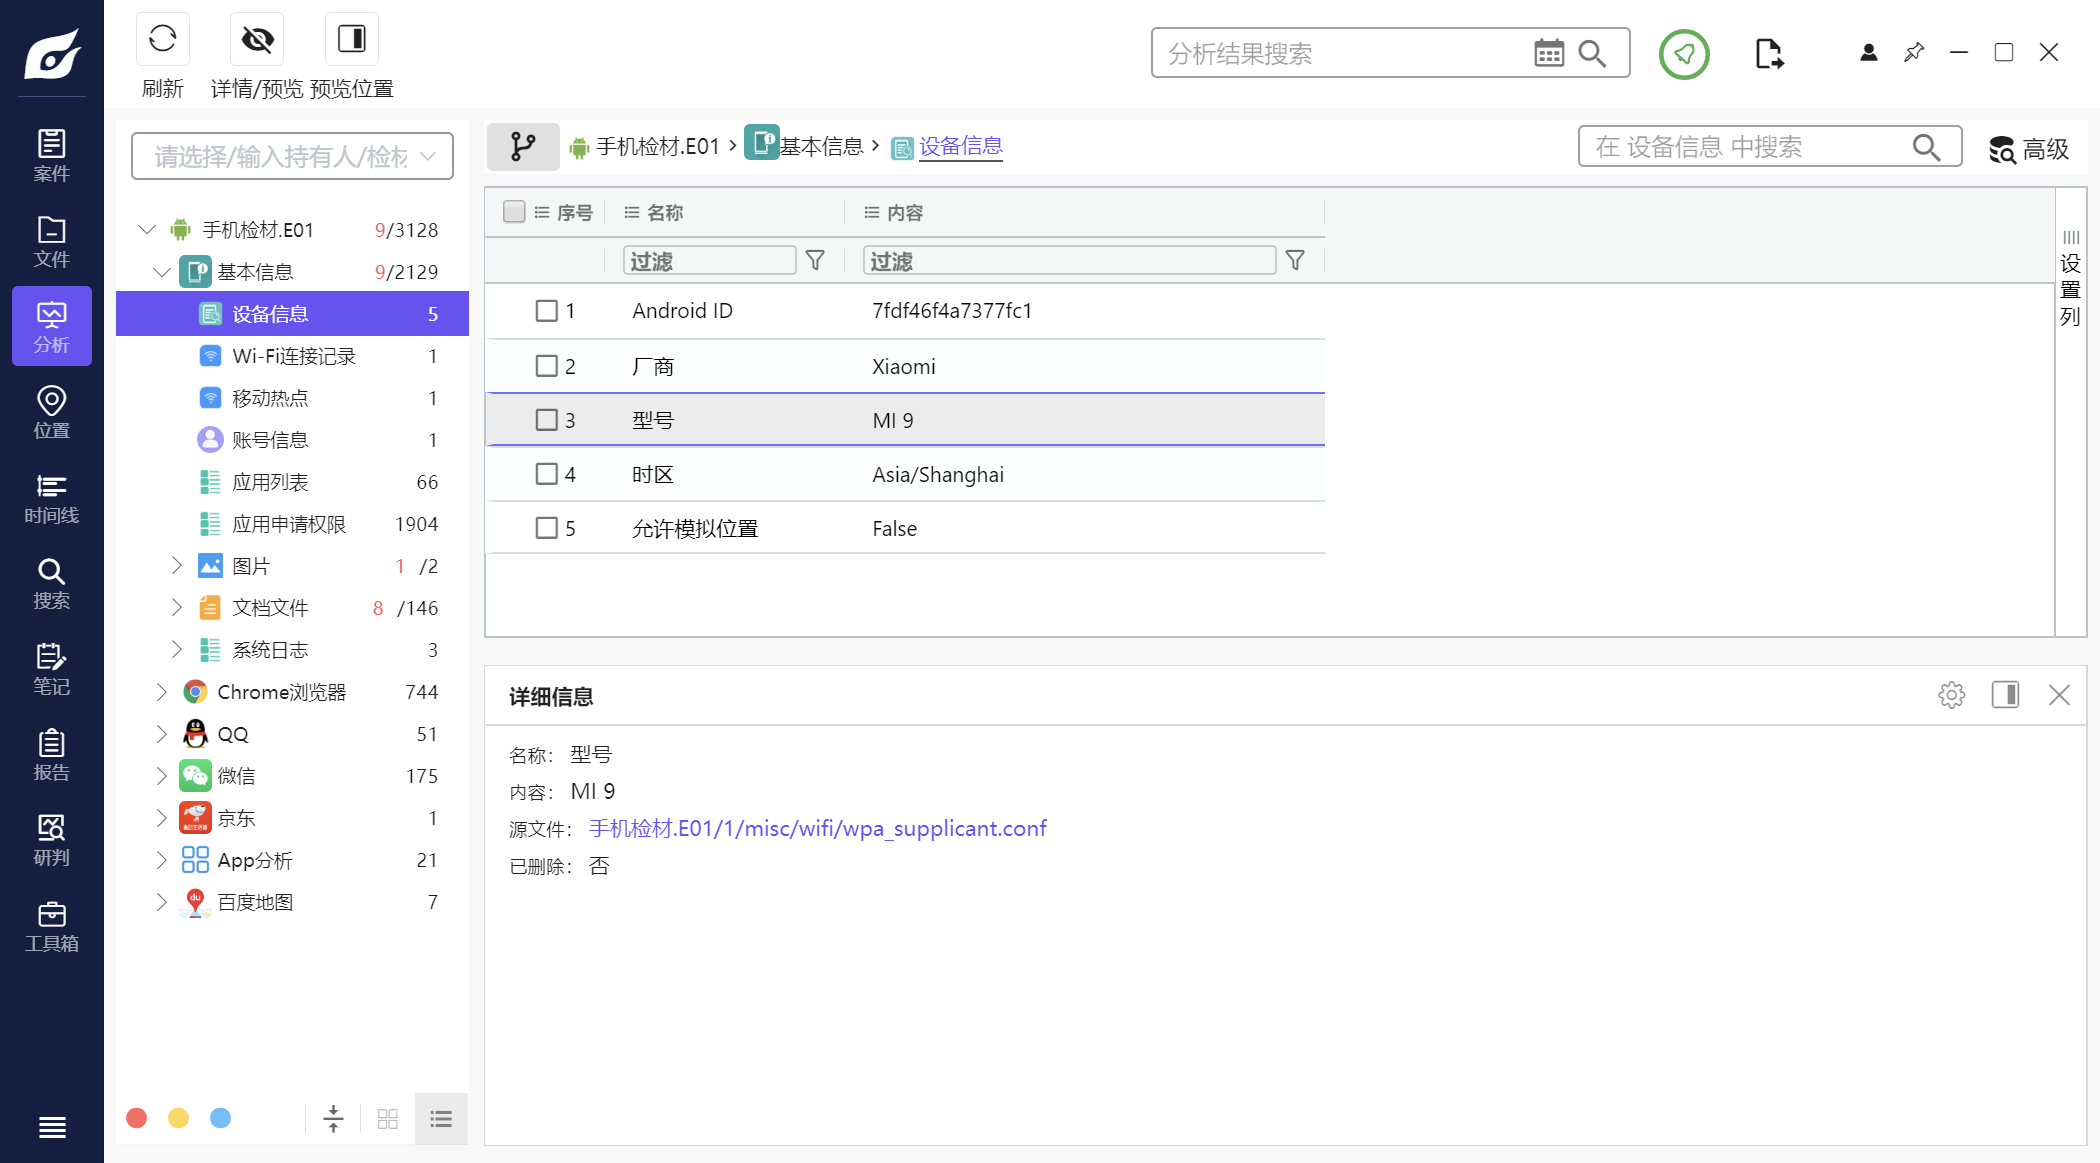 刷新
详情/预览
预览位置
分析结果搜索
案件
文件
分析
位置
时间线
搜索
笔记
报告
研判
工具箱
请选择/输入持有人/检材
手机检材.E01 9/3128
基本信息 9/2129
设备信息 5
Wi-Fi连接记录 1
移动热点 1
账号信息 1
应用列表 66
应用申请权限 1904
图片 1 /2
文档文件 8 /146
系统日志 3
Chrome浏览器 744
QQ 51
微信 175
京东 1
App分析 21
百度地图 7
手机检材.E01 › 基本信息 › 设备信息
在 设备信息 中搜索
高级
序号 名称 内容
过滤 过滤
1 Android ID 7fdf46f4a7377fc1
2 厂商 Xiaomi
3 型号 MI 9
4 时区 Asia/Shanghai
5 允许模拟位置 False
设置列
详细信息
名称： 型号
内容： MI 9
源文件： 手机检材.E01/1/misc/wifi/wpa_supplicant.conf
已删除： 否